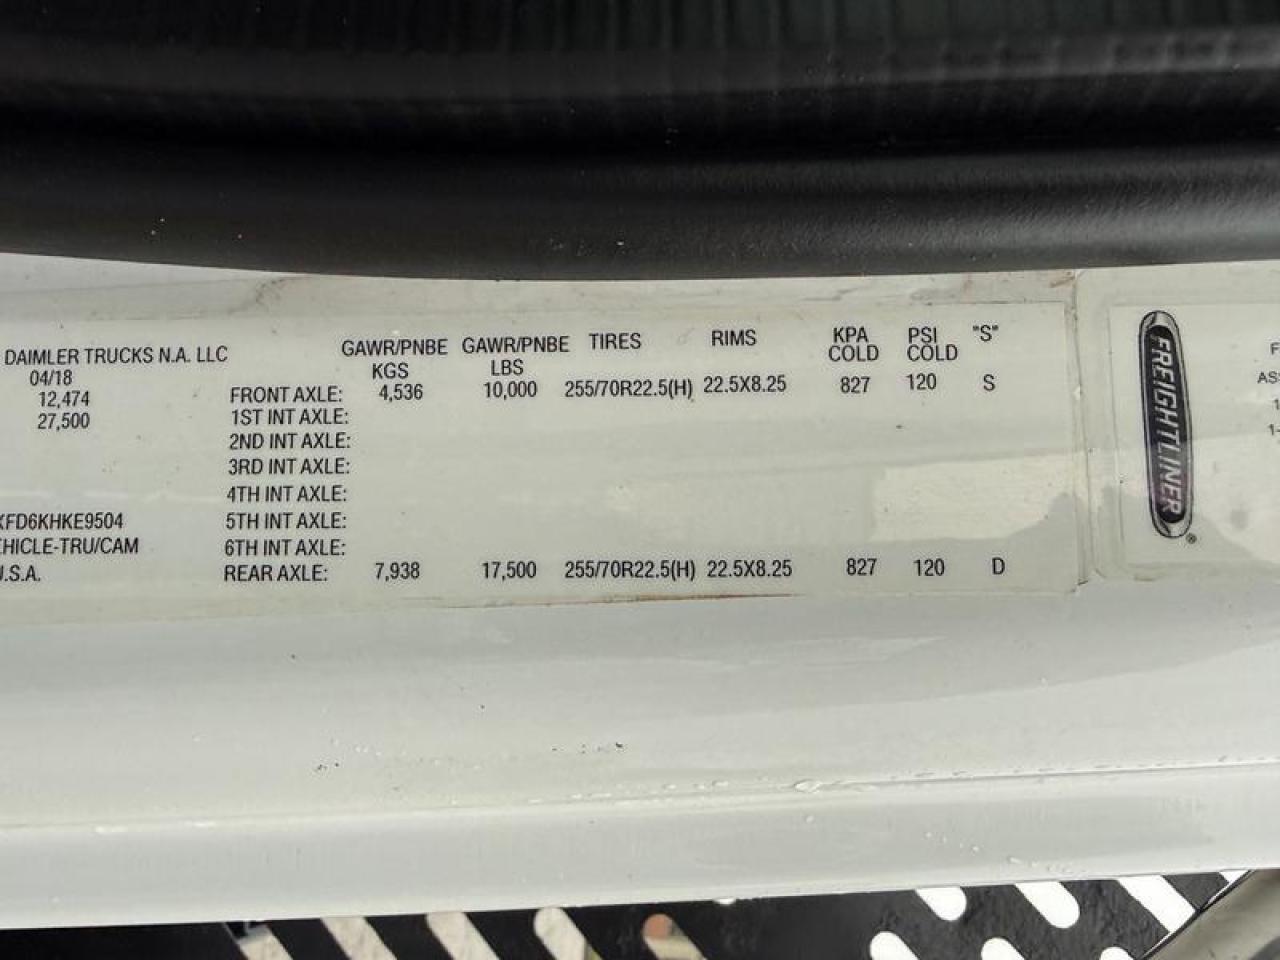 DAIMLER TRUCKS N.A. LLC
04/18
12,474
27,500
GAWR/PNBE GAWR/PNBE TIRES RIMS KPA PSI "S"
KGS LBS COLD COLD
FRONT AXLE: 4,536 10,000 255/70R22.5(H) 22.5X8.25 827 120 S
1ST INT AXLE:
2ND INT AXLE:
3RD INT AXLE:
4TH INT AXLE:
XFD6KHKE9504 5TH INT AXLE:
EHICLE-TRU/CAM 6TH INT AXLE:
U.S.A. REAR AXLE: 7,938 17,500 255/70R22.5(H) 22.5X8.25 827 120 D
FREIGHTLINER ®
F
ASS
1
1-